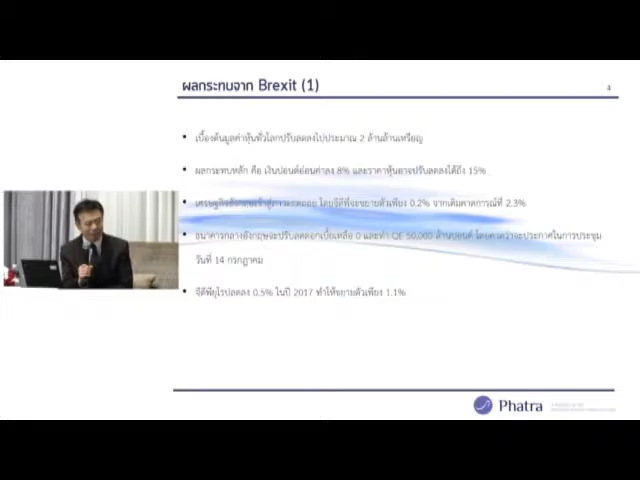 ผลกระทบจาก Brexit (1)
4
• เบื้องต้นมูลค่าหุ้นทั่วโลกปรับลดลงไปประมาณ 2 ล้านล้านเหรียญ
• ผลกระทบหลัก คือ เงินปอนด์อ่อนค่าลง 8% และราคาหุ้นอาจปรับลดลงได้ถึง 15%
• เศรษฐกิจอังกฤษเข้าสู่ภาวะถดถอย โดยจีดีพีจะขยายตัวเพียง 0.2% จากเดิมคาดการณ์ที่ 2.3%
• ธนาคารกลางอังกฤษจะปรับลดดอกเบี้ยเหลือ 0 และทำ QE 50,000 ล้านปอนด์ โดยคาดว่าจะประกาศในการประชุม
วันที่ 14 กรกฎาคม
• จีดีพียุโรปลดลง 0.5% ในปี 2017 ทำให้ขยายตัวเพียง 1.1%
Phatra